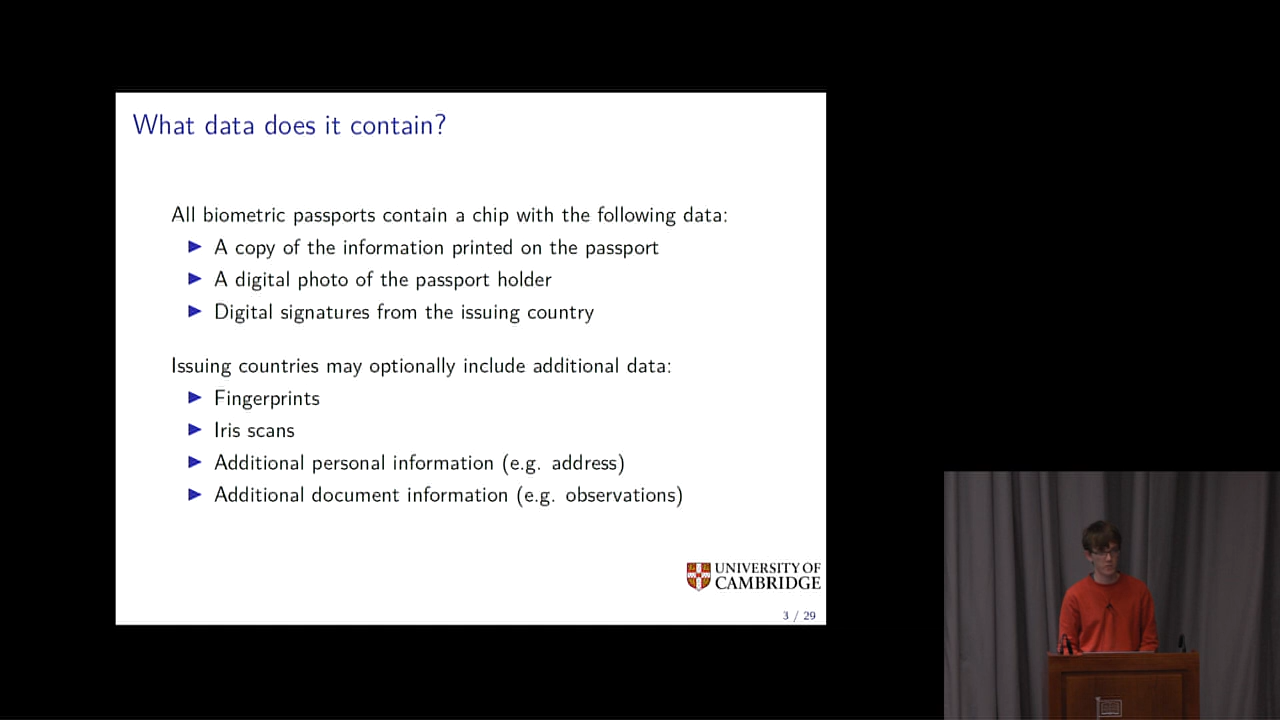 What data does it contain?
All biometric passports contain a chip with the following data:
A copy of the information printed on the passport
A digital photo of the passport holder
Digital signatures from the issuing country
Issuing countries may optionally include additional data:
Fingerprints
Iris scans
Additional personal information (e.g. address)
Additional document information (e.g. observations)
UNIVERSITY OF
CAMBRIDGE
3 / 29